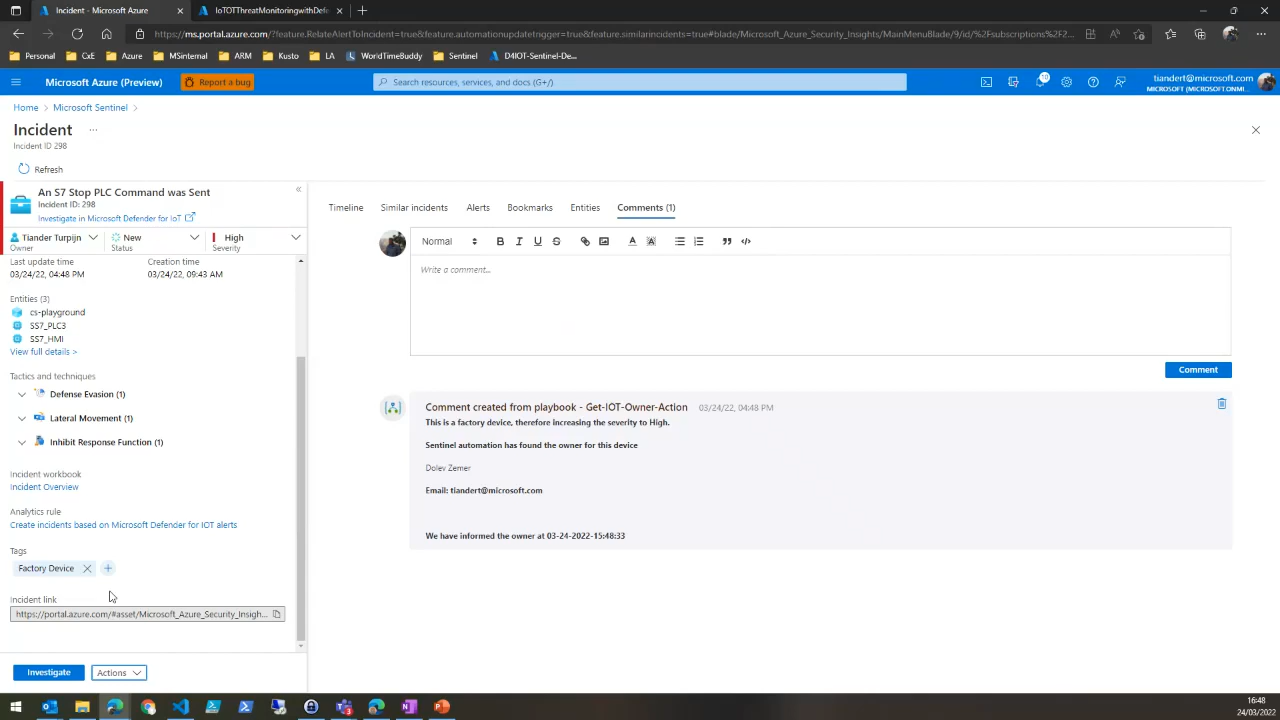 Incident - Microsoft Azure
IoTOTThreatMonitoringwithDef
https://ms.portal.azure.com/?feature.RelateAlertToIncident=true&feature.automationupdatetrigger=true&feature.similarincidents=true#blade/Microsoft_Azure_Security_Insights/MainMenuBlade/9/id/%2Fsubscriptions%2F2...
Personal
CxE
Azure
MSinternal
ARM
Kusto
LA
WorldTimeBuddy
Sentinel
D4IOT-Sentinel-De...
Microsoft Azure (Preview)
Report a bug
Search resources, services, and docs (G+/)
10
tiandert@microsoft.com
MICROSOFT (MICROSOFT.ONMI...
Home > Microsoft Sentinel >
Incident ...
Incident ID 298
Refresh
An S7 Stop PLC Command was Sent
Incident ID: 298
Investigate in Microsoft Defender for IoT
Tiander Turpijn
Owner
New
Status
High
Severity
Last update time
03/24/22, 04:48 PM
Creation time
03/24/22, 09:43 AM
Entities (3)
cs-playground
SS7_PLC3
SS7_HMI
View full details >
Tactics and techniques
Defense Evasion (1)
Lateral Movement (1)
Inhibit Response Function (1)
Incident workbook
Incident Overview
Analytics rule
Create incidents based on Microsoft Defender for IOT alerts
Tags
Factory Device
Incident link
https://portal.azure.com/#asset/Microsoft_Azure_Security_Insigh...
Investigate
Actions
Timeline
Similar incidents
Alerts
Bookmarks
Entities
Comments (1)
Normal
B I U S
A
Write a comment...
Comment
Comment created from playbook - Get-IOT-Owner-Action 03/24/22, 04:48 PM
This is a factory device, therefore increasing the severity to High.
Sentinel automation has found the owner for this device
Dolev Zemer
Email: tiandert@microsoft.com
We have informed the owner at 03-24-2022-15:48:33
16:48
24/03/2022